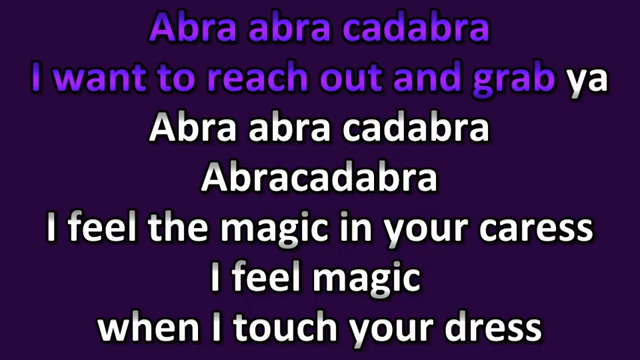 Abra abra cadabra
I want to reach out and grab ya
Abra abra cadabra
Abracadabra
I feel the magic in your caress
I feel magic
when I touch your dress